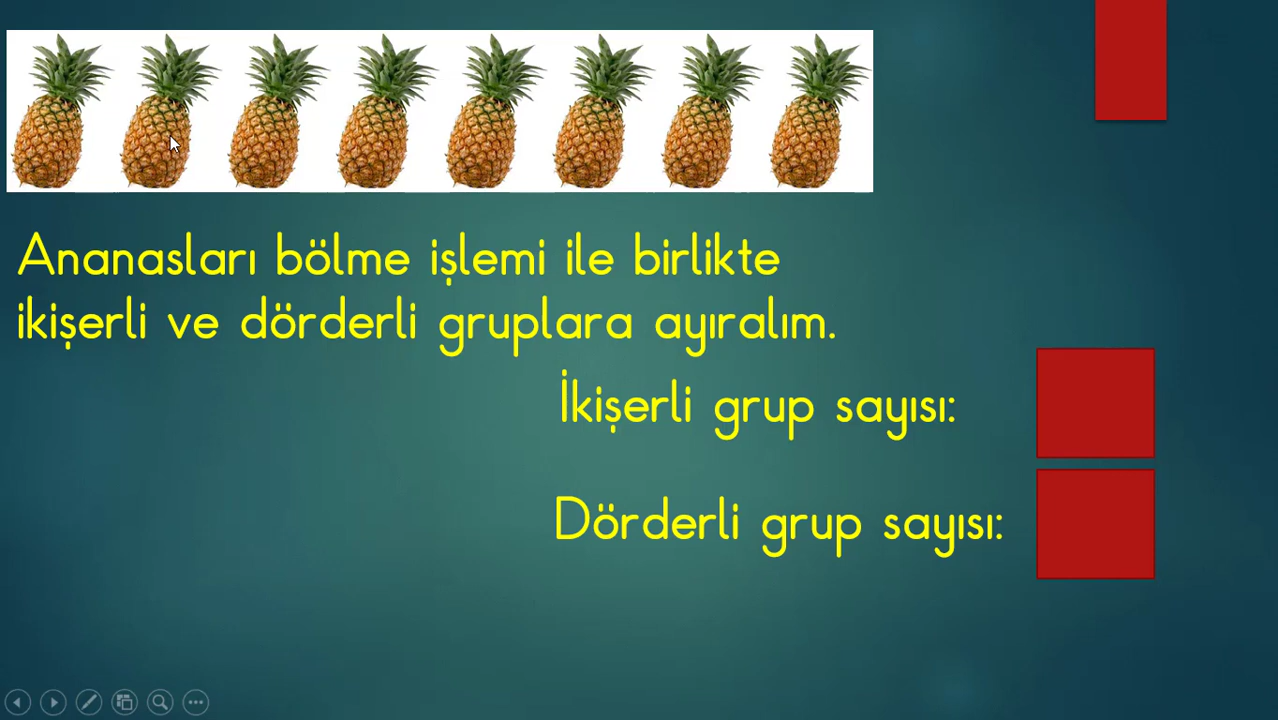 Ananasları bölme işlemi ile birlikte
ikişerli ve dörderli gruplara ayıralım.
İkişerli grup sayısı:
Dörderli grup sayısı: